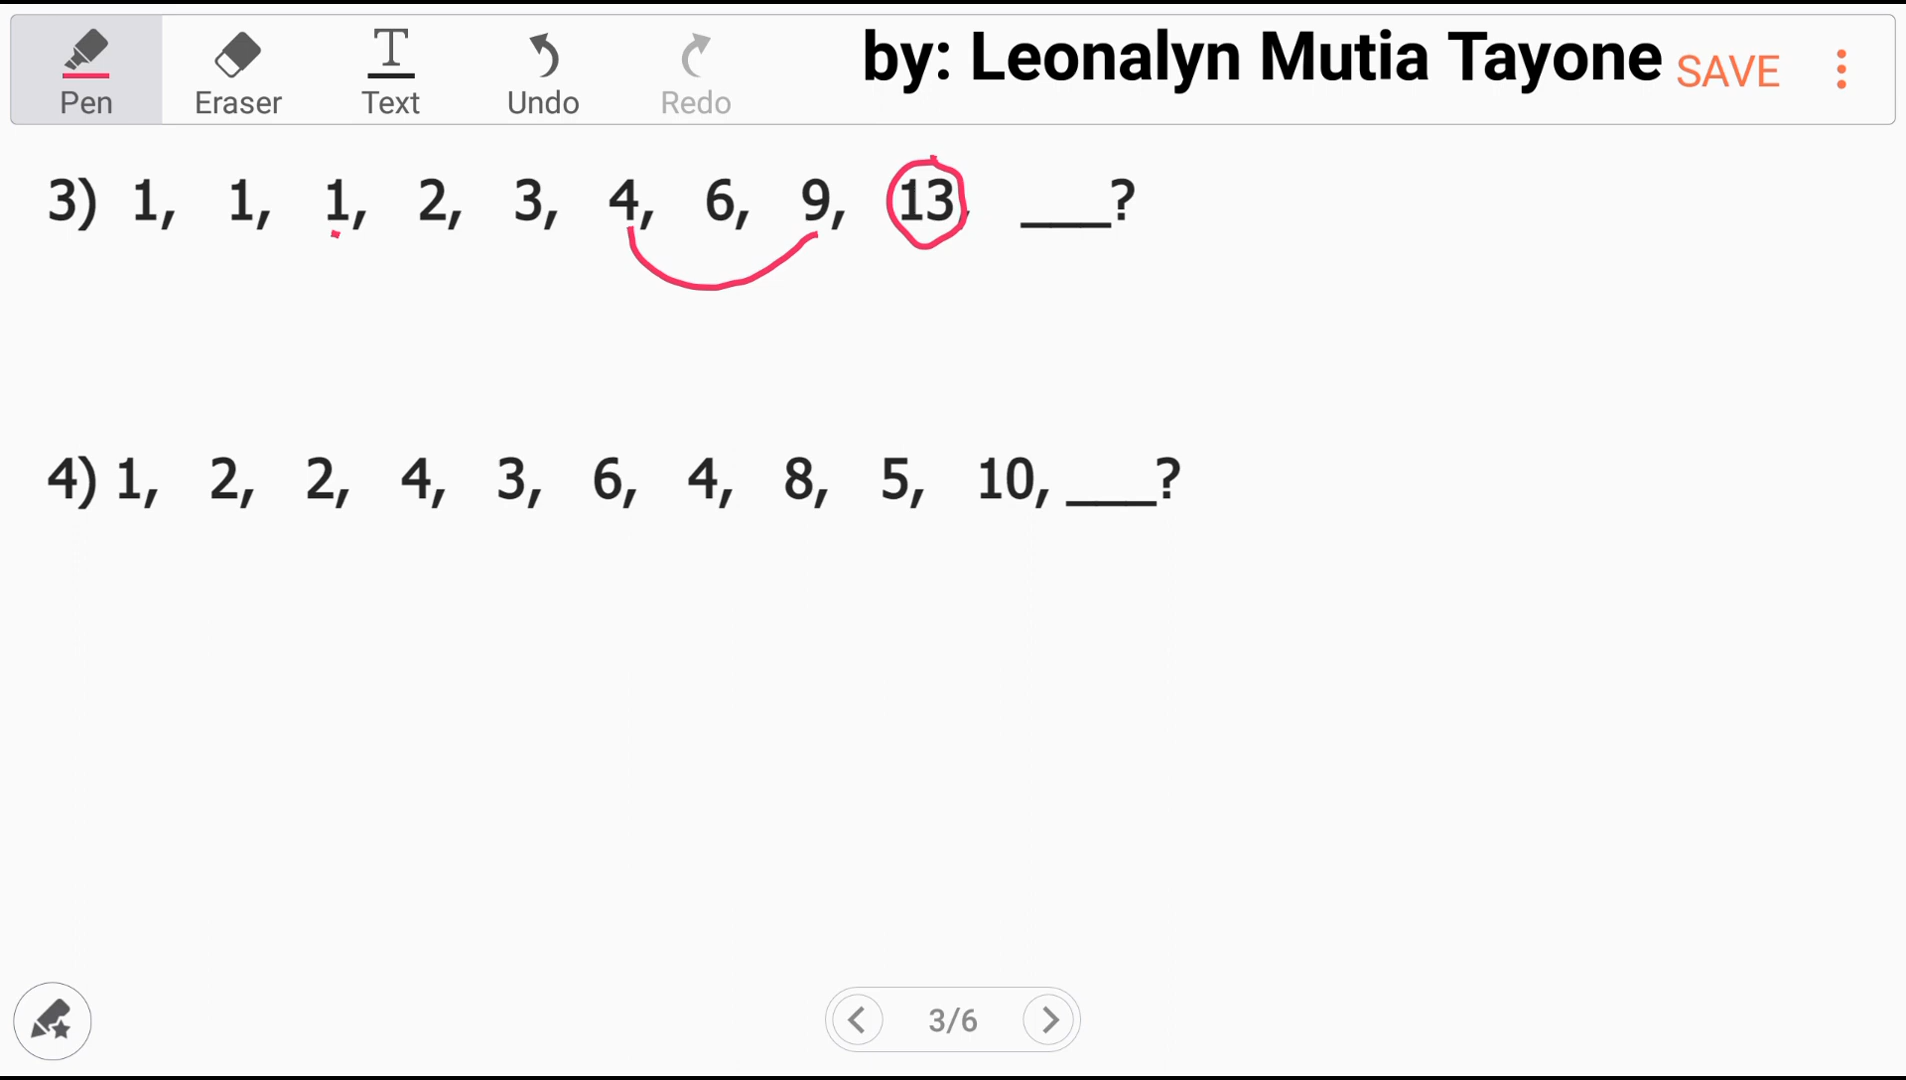 by: Leonalyn Mutia Tayone SAVE
Pen Eraser Text Undo Redo
3) 1, 1, 1, 2, 3, 4, 6, 9, 13, ___?
4) 1, 2, 2, 4, 3, 6, 4, 8, 5, 10, ___?
3/6